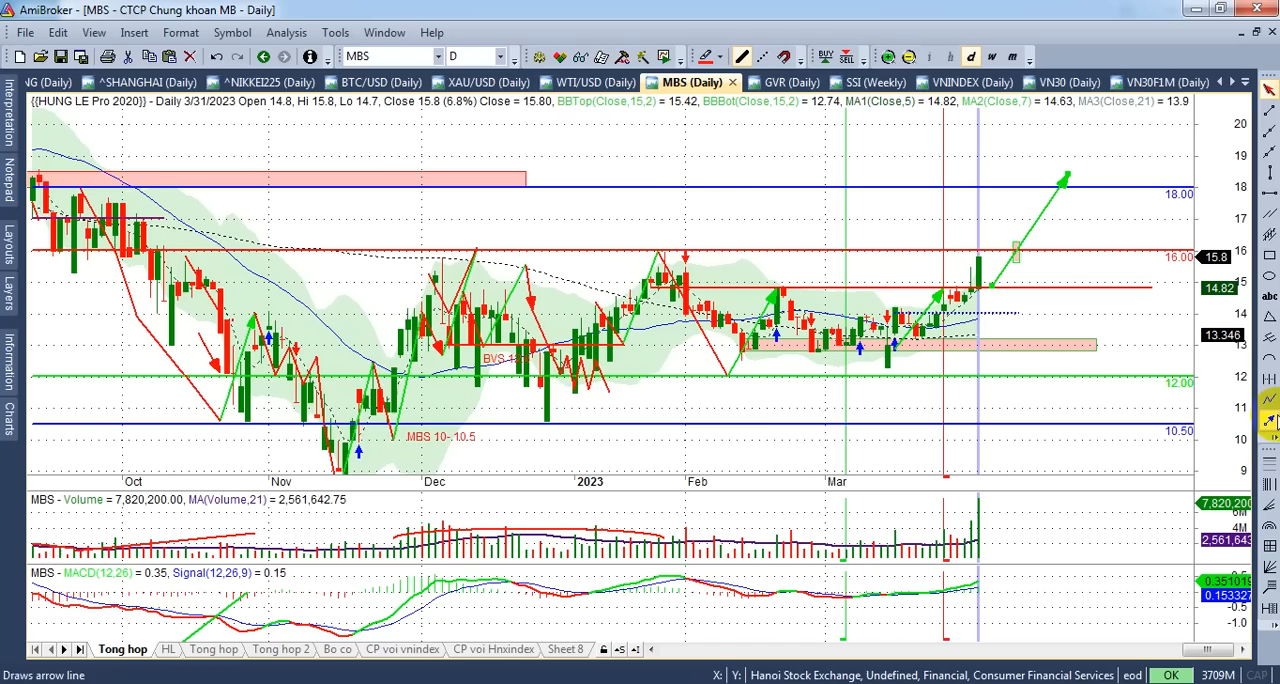 AmiBroker - [MBS - CTCP Chung khoan MB - Daily]
File Edit View Insert Format Symbol Analysis Tools Window Help
MBS D BUY SELL i h d w m
NG (Daily) ^SHANGHAI (Daily) ^NIKKEI225 (Daily) BTC/USD (Daily) XAU/USD (Daily) WTI/USD (Daily) MBS (Daily) GVR (Daily) SSI (Weekly) VNINDEX (Daily) VN30 (Daily) VN30F1M (Daily)
{{HUNG LE Pro 2020}} - Daily 3/31/2023 Open 14.8, Hi 15.8, Lo 14.7, Close 15.8 (6.8%) Close = 15.80, BBTop(Close,15,2) = 15.42, BBBot(Close,15,2) = 12.74, MA1(Close,5) = 14.82, MA2(Close,7) = 14.63, MA3(Close,21) = 13.9
Interpretation
Notepad
Layouts
Layers
Information
Charts
abc
20
19
18
18.00
17
16
16.00
15.8
15
14.82
14
13.346
13
12
12.00
11
10.50
10
9
BVS
MBS 10- 10.5
Oct Nov Dec 2023 Feb Mar
MBS - Volume = 7,820,200.00, MA(Volume,21) = 2,561,642.75
7,820,200
6M
4M
2,561,643
MBS - MACD(12,26) = 0.35, Signal(12,26,9) = 0.15
0.351019
0.153327
-0.5
-1.0
Tong hop HL Tong hop Tong hop 2 Bo co CP voi vnindex CP voi Hnxindex Sheet 8
Draws arrow line X: Y: Hanoi Stock Exchange, Undefined, Financial, Consumer Financial Services eod OK 3709M CAP